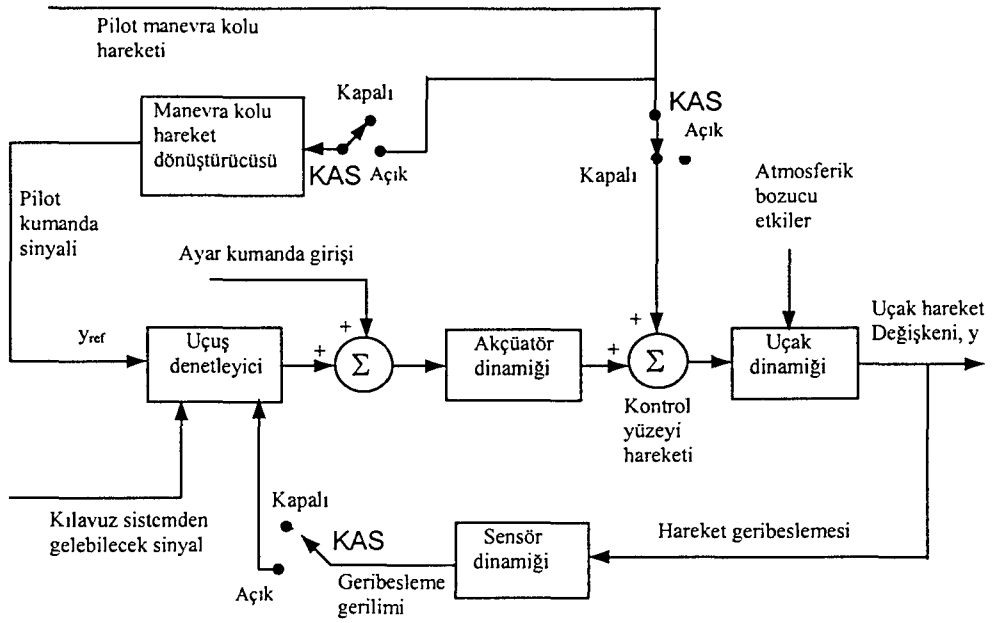 Pilot manevra kolu
hareketi
Manevra kolu
hareket
dönüştürücüsü
Kapalı
KAS
Açık
KAS
Açık
Kapalı
Pilot
kumanda
sinyali
Atmosferik
bozucu
etkiler
Ayar kumanda girişi
yref
Uçuş
denetleyici
+
+
Σ
Akçüatör
dinamiği
+
+
Σ
Kontrol
yüzeyi
hareketi
Uçak
dinamiği
Uçak hareket
Değişkeni, y
Kılavuz sistemden
gelebilecek sinyal
Kapalı
KAS
Açık
Geribesleme
gerilimi
Sensör
dinamiği
Hareket geribeslemesi